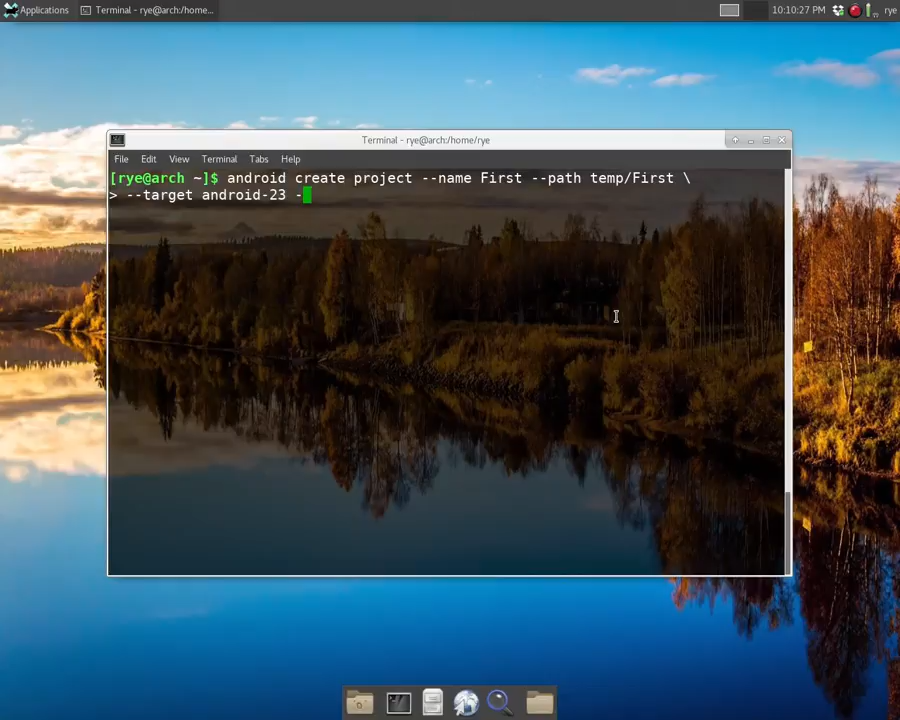 Applications Terminal - rye@arch:/home... 10:10:27 PM rye
Terminal - rye@arch:/home/rye
File Edit View Terminal Tabs Help
[rye@arch ~]$ android create project --name First --path temp/First \
> --target android-23 -